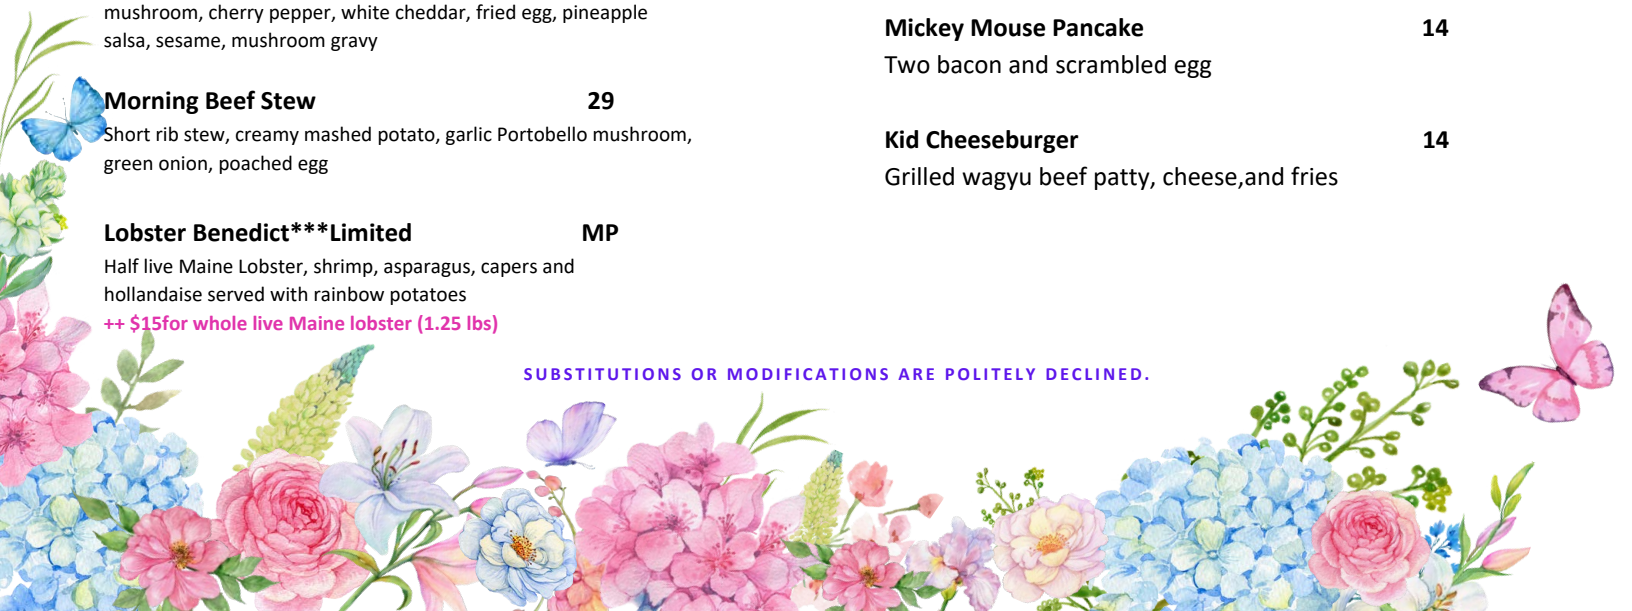 mushroom, cherry pepper, white cheddar, fried egg, pineapple
salsa, sesame, mushroom gravy
Morning Beef Stew 29
Short rib stew, creamy mashed potato, garlic Portobello mushroom,
green onion, poached egg
Lobster Benedict***Limited MP
Half live Maine Lobster, shrimp, asparagus, capers and
hollandaise served with rainbow potatoes
++ $15for whole live Maine lobster (1.25 lbs)
Mickey Mouse Pancake 14
Two bacon and scrambled egg
Kid Cheeseburger 14
Grilled wagyu beef patty, cheese,and fries
SUBSTITUTIONS OR MODIFICATIONS ARE POLITELY DECLINED.